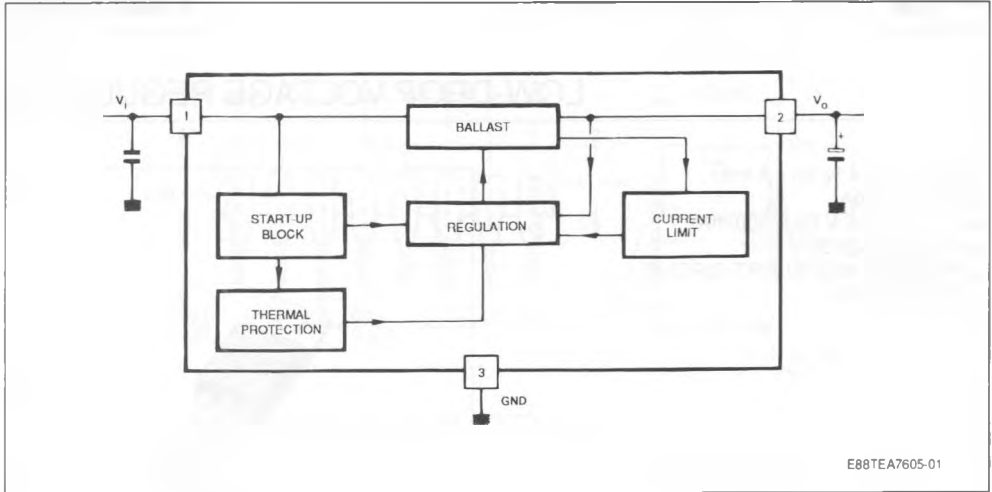 Vi
1
BALLAST
2
Vo
+
START-UP
BLOCK
REGULATION
CURRENT
LIMIT
THERMAL
PROTECTION
3
GND
E88TEA7605-01